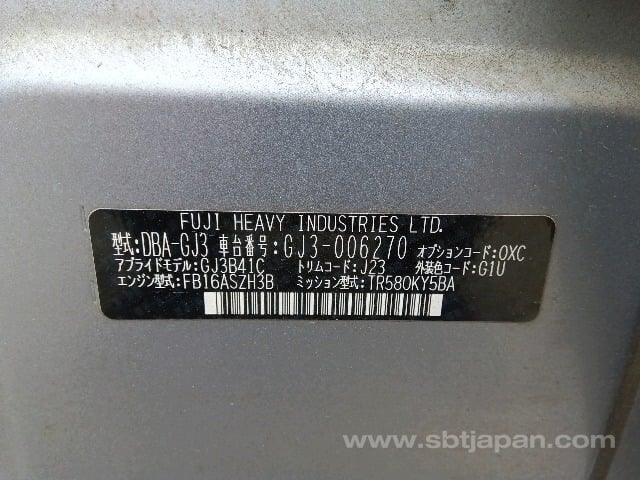 FUJI HEAVY INDUSTRIES LTD.
型式:DBA-GJ3 車台番号:GJ3-006270 オプションコード:OXC
アプライドモデル:GJ3B41C トリムコード:J23 外装色コード:G1U
エンジン型式:FB16ASZH3B ミッション型式:TR580KY5BA
www.sbtjapan.com